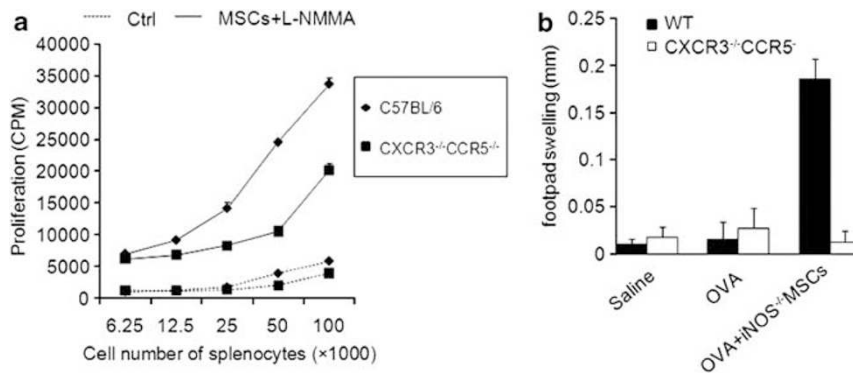 a
Ctrl
MSCs+L-NMMA
Proliferation (CPM)
40000
35000
30000
25000
20000
15000
10000
5000
0
6.25 12.5 25 50 100
Cell number of splenocytes (×1000)
C57BL/6
CXCR3-/-CCR5-/-
b
WT
CXCR3-/-CCR5-
footpad swelling (mm)
0.25
0.2
0.15
0.1
0.05
0
Saline
OVA
OVA+iNOS-/-MSCs